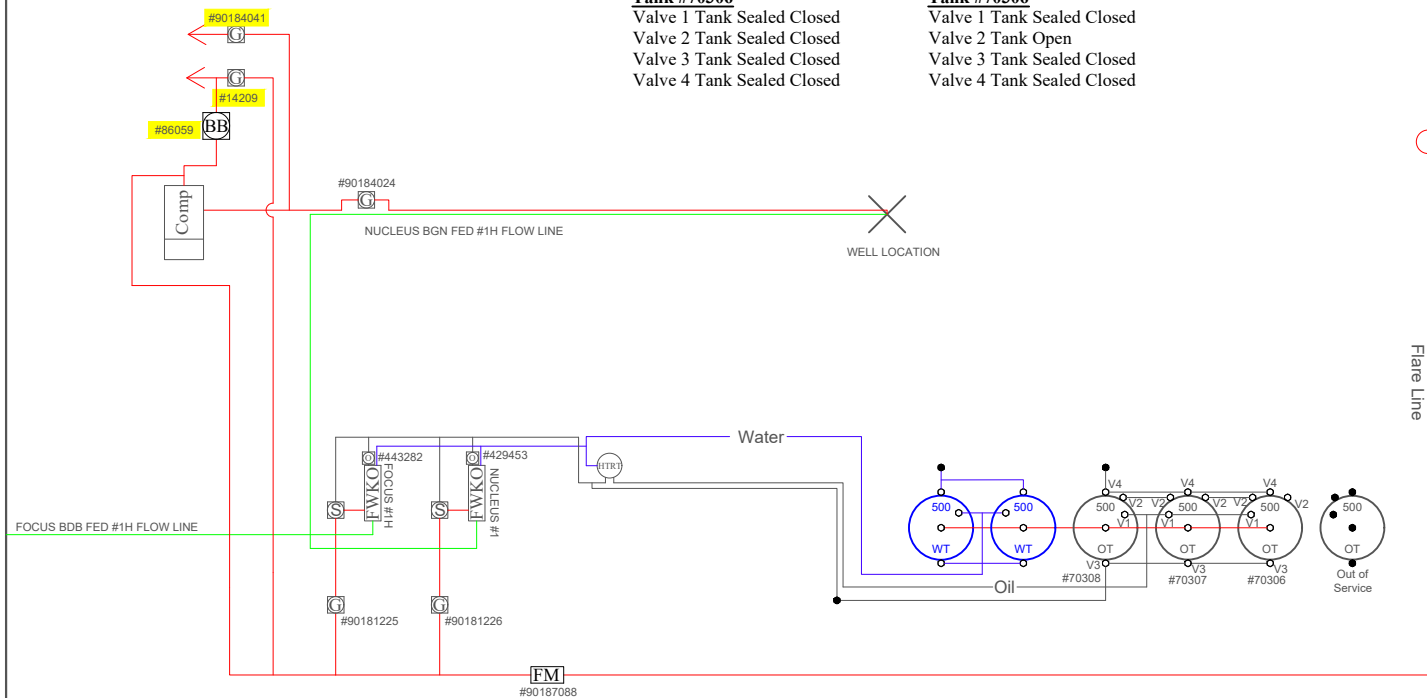 #90184041
G
G
#14209
#86059
BB
Comp
#90184024
G
NUCLEUS BGN FED #1H FLOW LINE
WELL LOCATION
Valve 1 Tank Sealed Closed
Valve 2 Tank Sealed Closed
Valve 3 Tank Sealed Closed
Valve 4 Tank Sealed Closed
Valve 1 Tank Sealed Closed
Valve 2 Tank Open
Valve 3 Tank Sealed Closed
Valve 4 Tank Sealed Closed
Flare Line
Water
O
#443282
O
#429453
FWKO
FOCUS #1H
FWKO
NUCLEUS #1
HTRT
S
S
FOCUS BDB FED #1H FLOW LINE
G
#90181225
G
#90181226
FM
#90187088
500
WT
500
WT
V4
V2
500
V1
OT
V3
#70308
V4
V2
V2
500
V1
OT
V3
#70307
V4
V2
V2
500
V1
OT
V3
#70306
500
OT
Out of
Service
Oil